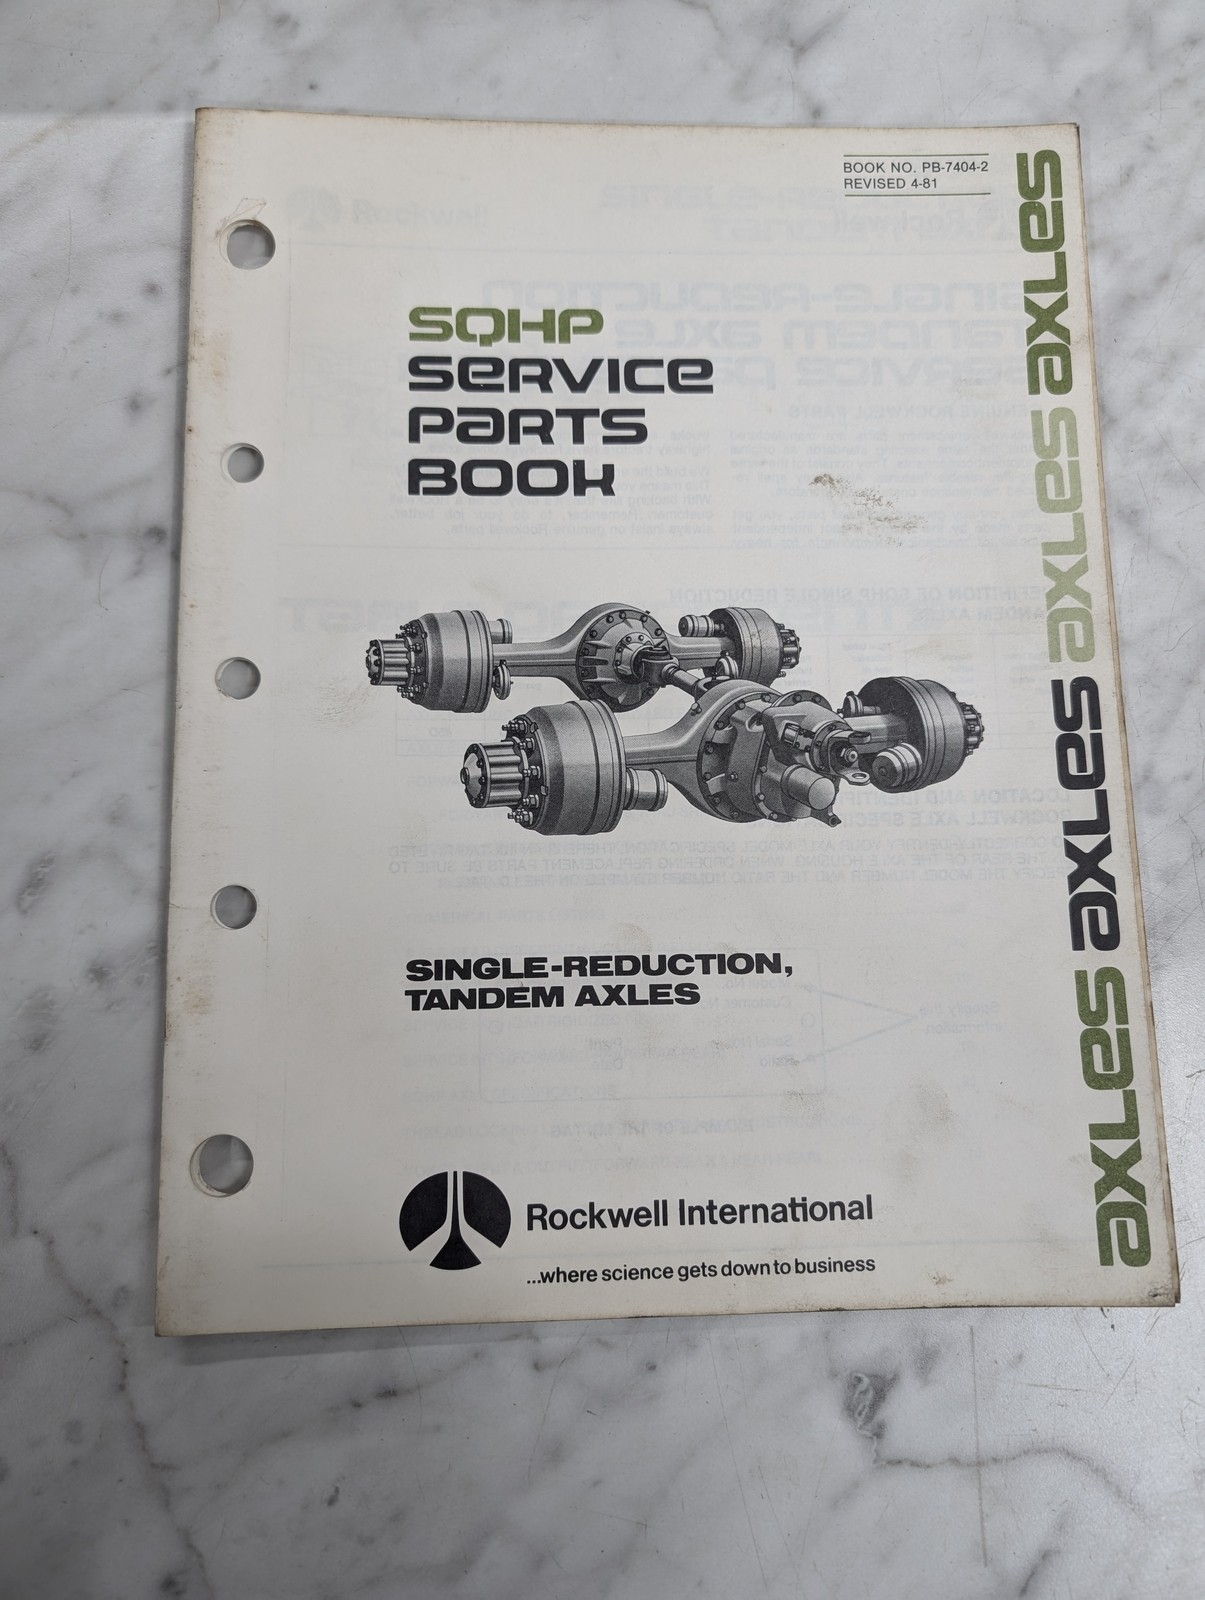 BOOK NO. PB-7404-2
REVISED 4-81
SQHP
SERVICE
PARTS
BOOK
SINGLE-REDUCTION,
TANDEM AXLES
Rockwell International
...where science gets down to business
axles axles axles axles